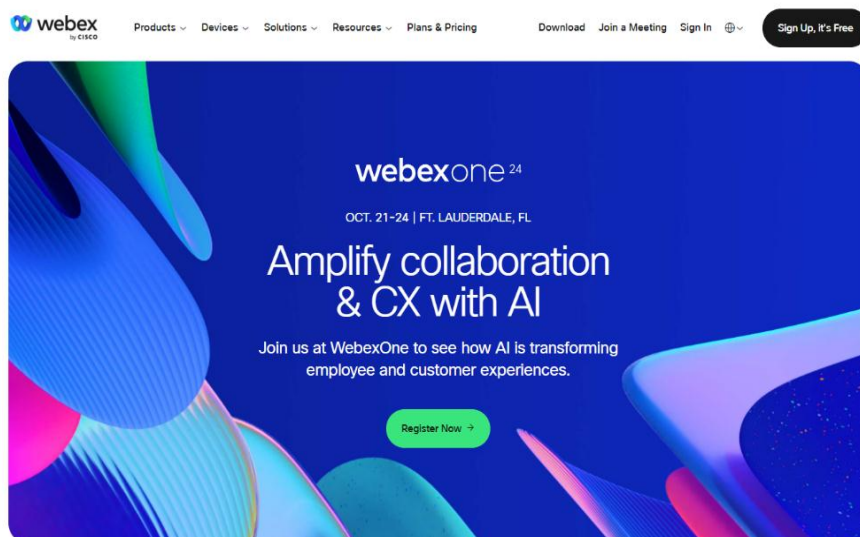 webex
by CISCO
Products Devices Solutions Resources Plans & Pricing Download Join a Meeting Sign In Sign Up, It's Free
webexone 24
OCT. 21-24 | FT. LAUDERDALE, FL
Amplify collaboration
& CX with AI
Join us at WebexOne to see how AI is transforming
employee and customer experiences.
Register Now →